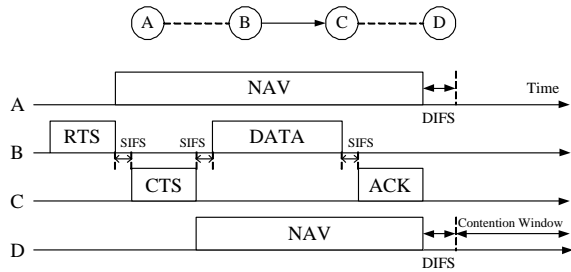 A B C D
A NAV Time
DIFS
B RTS SIFS SIFS DATA SIFS
C CTS ACK
D NAV Contention Window
DIFS